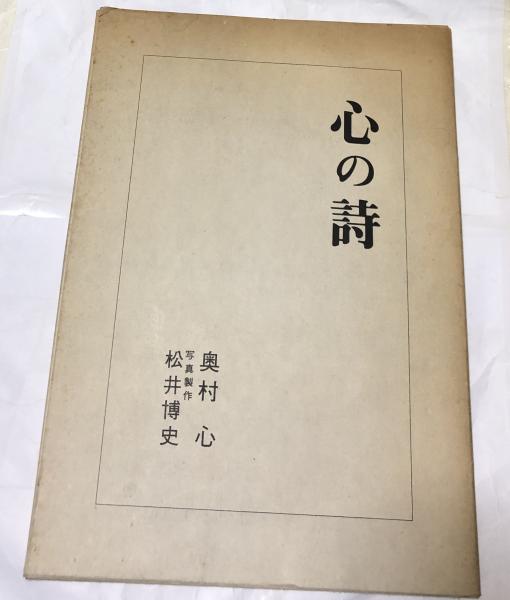 心の詩
奥村 心
写真製作
松井博史